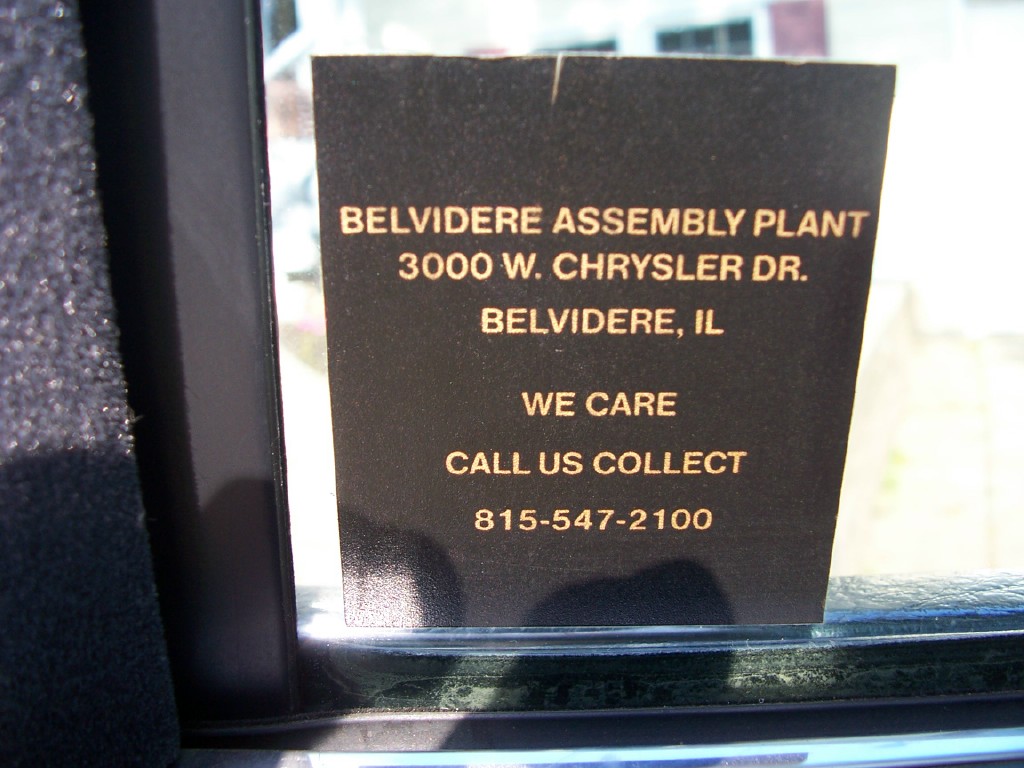 BELVIDERE ASSEMBLY PLANT
3000 W. CHRYSLER DR.
BELVIDERE, IL
WE CARE
CALL US COLLECT
815-547-2100